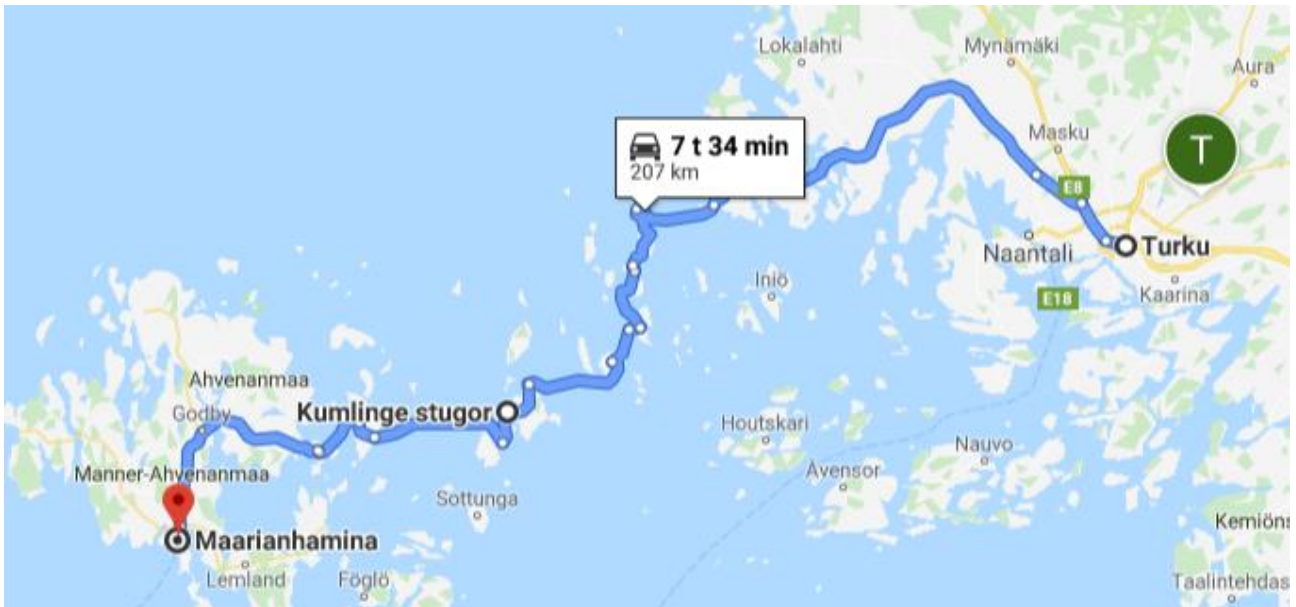 Lokalahti
Mynämäki
Aura
7 t 34 min
207 km
Masku
T
E8
Turku
Naantali
Kaarina
E18
Iniö
Ahvenanmaa
Kumlinge stugor
Godby
Houtskari
Nauvo
Manner-Ahvenanmaa
Avensor
Sottunga
Kemiöns
Maarianhamina
Lemland
Föglö
Taalintehdas